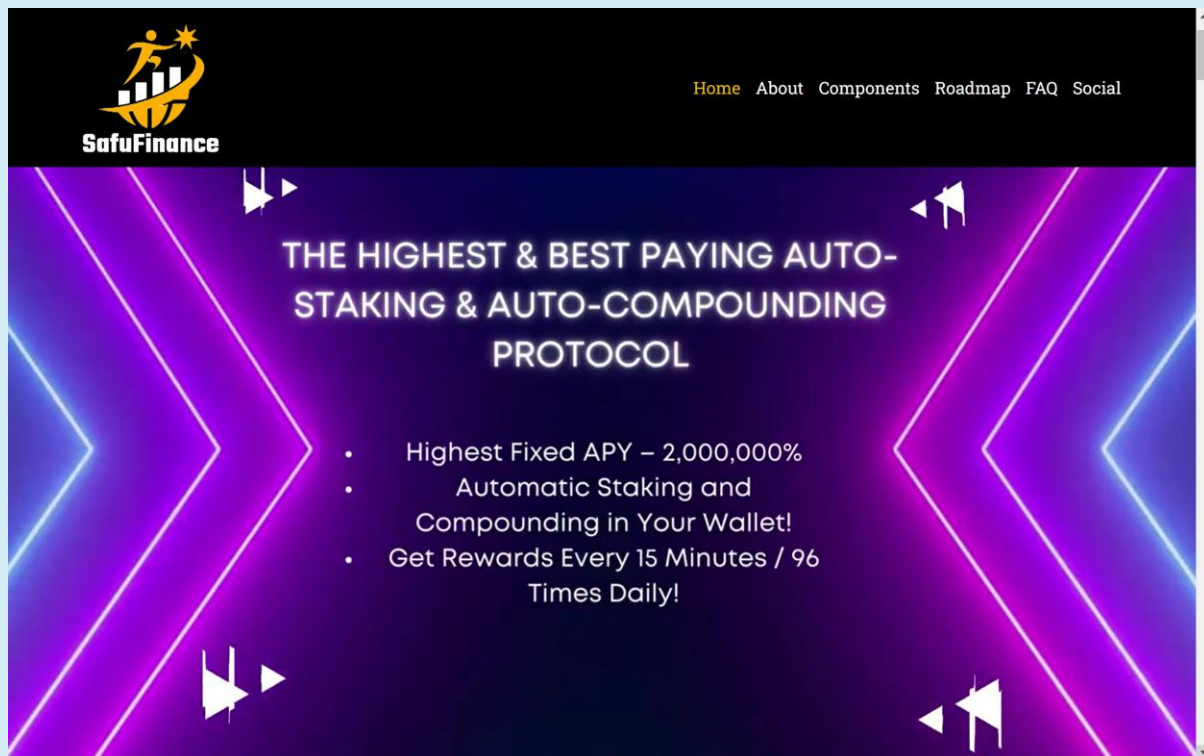 SafuFinance
Home About Components Roadmap FAQ Social
THE HIGHEST & BEST PAYING AUTO-
STAKING & AUTO-COMPOUNDING
PROTOCOL
• Highest Fixed APY – 2,000,000%
• Automatic Staking and
Compounding in Your Wallet!
• Get Rewards Every 15 Minutes / 96
Times Daily!